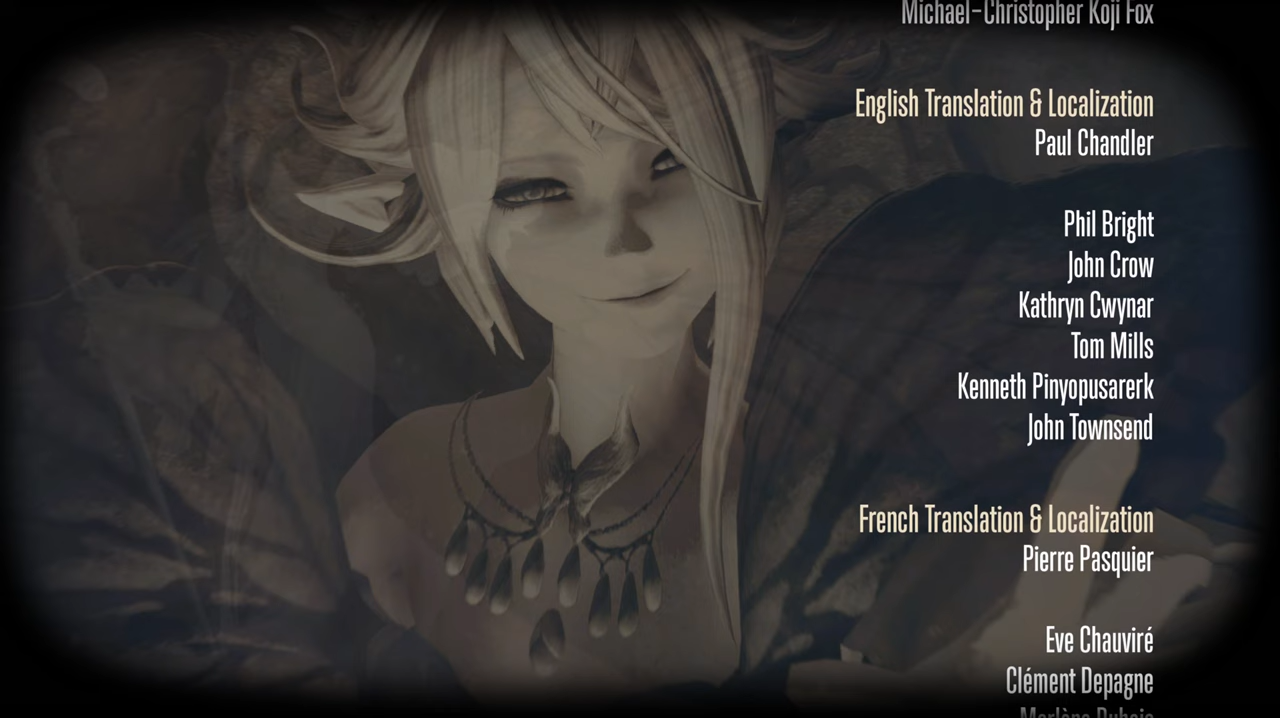 Michael-Christopher Koji Fox
English Translation & Localization
Paul Chandler
Phil Bright
John Crow
Kathryn Cwynar
Tom Mills
Kenneth Pinyopusarerk
John Townsend
French Translation & Localization
Pierre Pasquier
Eve Chauviré
Clément Depagne